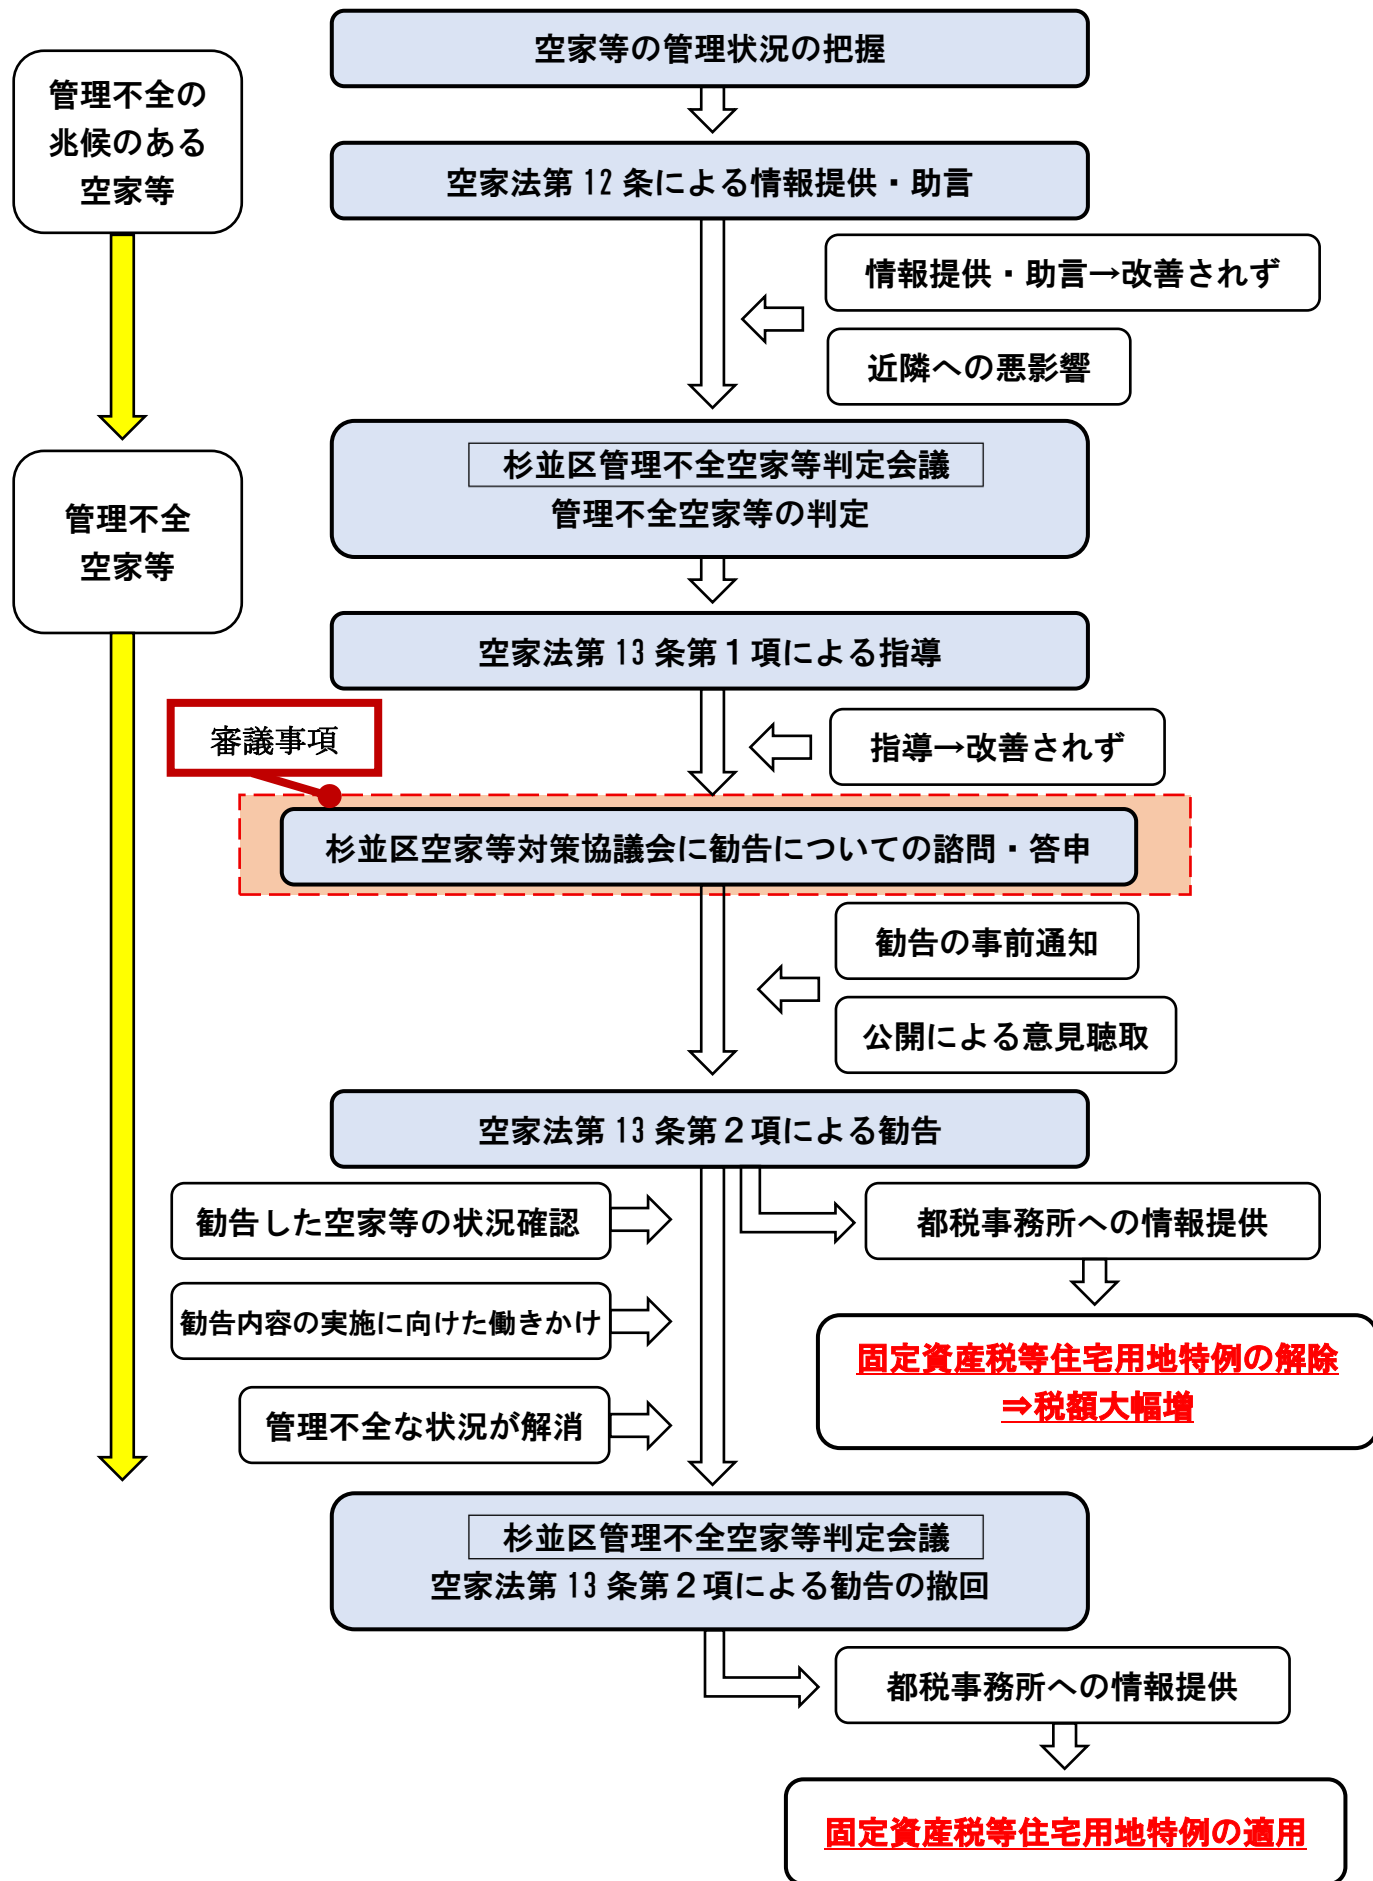 空家等の管理状況の把握
管理不全の
兆候のある
空家等
空家法第12条による情報提供・助言
情報提供・助言→改善されず
近隣への悪影響
杉並区管理不全空家等判定会議
管理不全空家等の判定
管理不全
空家等
空家法第13条第1項による指導
審議事項
指導→改善されず
杉並区空家等対策協議会に勧告についての諮問・答申
勧告の事前通知
公開による意見聴取
空家法第13条第2項による勧告
勧告した空家等の状況確認
都税事務所への情報提供
勧告内容の実施に向けた働きかけ
固定資産税等住宅用地特例の解除
⇒税額大幅増
管理不全な状況が解消
杉並区管理不全空家等判定会議
空家法第13条第2項による勧告の撤回
都税事務所への情報提供
固定資産税等住宅用地特例の適用